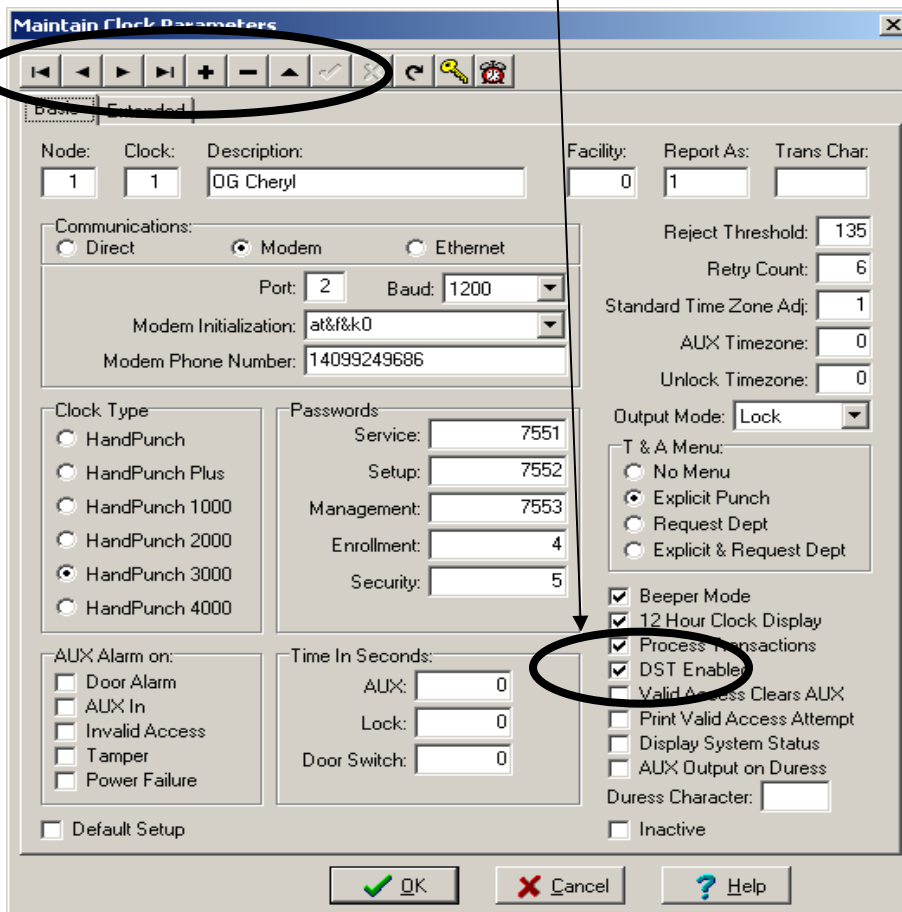 Maintain Clock Parameters
Basic Extended
Node: Clock: Description: Facility: Report As: Trans Char:
1 1 OG Cheryl 0 1
Communications:
Direct Modem Ethernet
Port: 2 Baud: 1200
Modem Initialization: at&f&k0
Modem Phone Number: 14099249686
Reject Threshold: 135
Retry Count: 6
Standard Time Zone Adj: 1
AUX Timezone: 0
Unlock Timezone: 0
Output Mode: Lock
Clock Type
HandPunch
HandPunch Plus
HandPunch 1000
HandPunch 2000
HandPunch 3000
HandPunch 4000
Passwords
Service: 7551
Setup: 7552
Management: 7553
Enrollment: 4
Security: 5
T & A Menu:
No Menu
Explicit Punch
Request Dept
Explicit & Request Dept
Beeper Mode
12 Hour Clock Display
Process Transactions
DST Enabled
Valid Access Clears AUX
Print Valid Access Attempt
Display System Status
AUX Output on Duress
Duress Character:
Inactive
AUX Alarm on:
Door Alarm
AUX In
Invalid Access
Tamper
Power Failure
Time In Seconds:
AUX: 0
Lock: 0
Door Switch: 0
Default Setup
OK Cancel Help